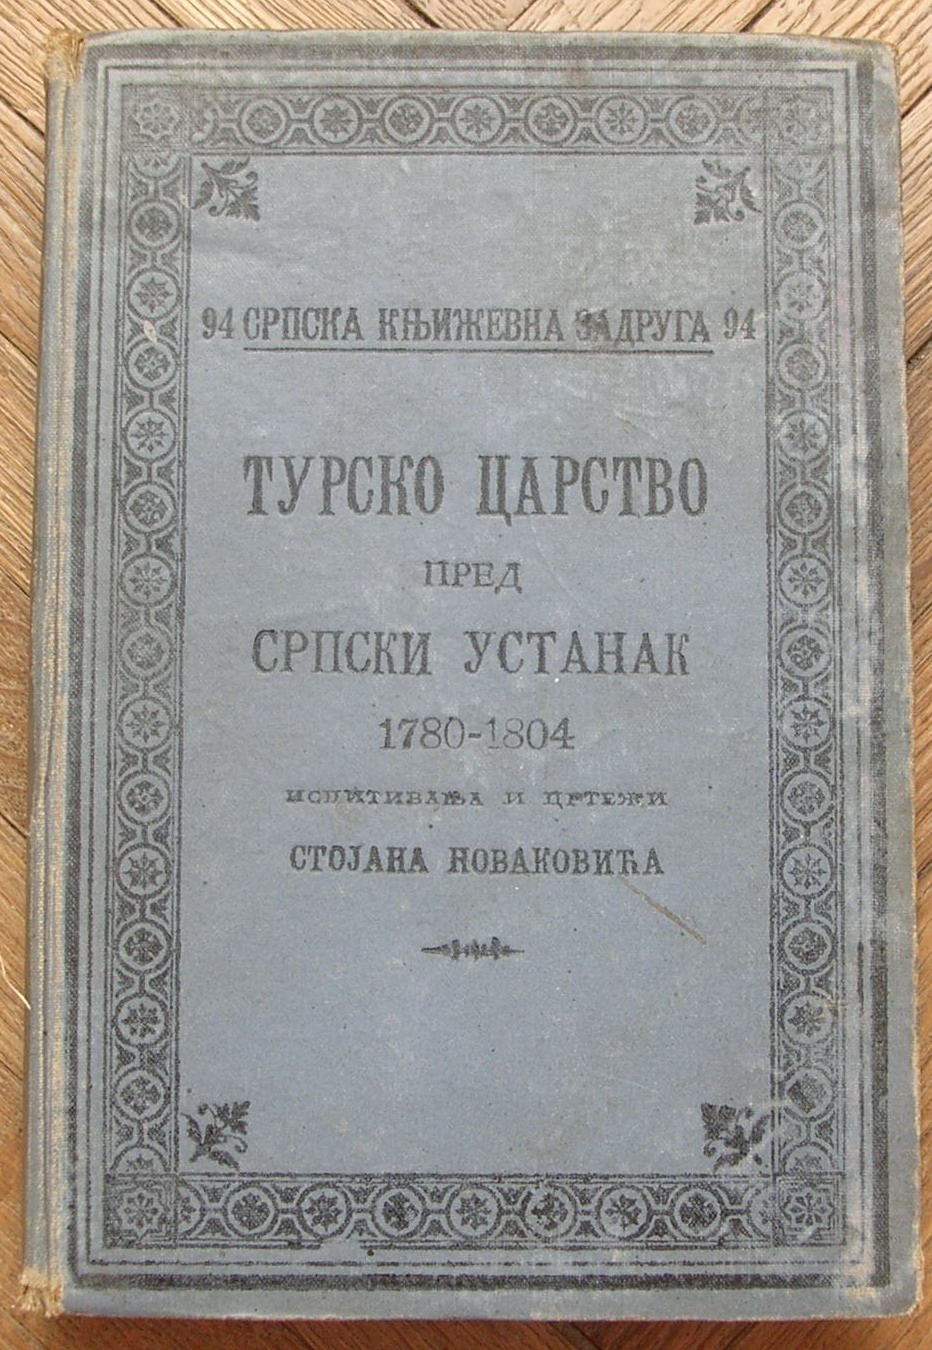 94 СРПСКА КЊИЖЕВНА ЗАДРУГА 94
ТУРСКО ЦАРСТВО
ПРЕД
СРПСКИ УСТАНАК
1780-1804
ИСПИТИВАЊА И ЦРТЕЖИ
СТОЈАНА НОВАКОВИЋА